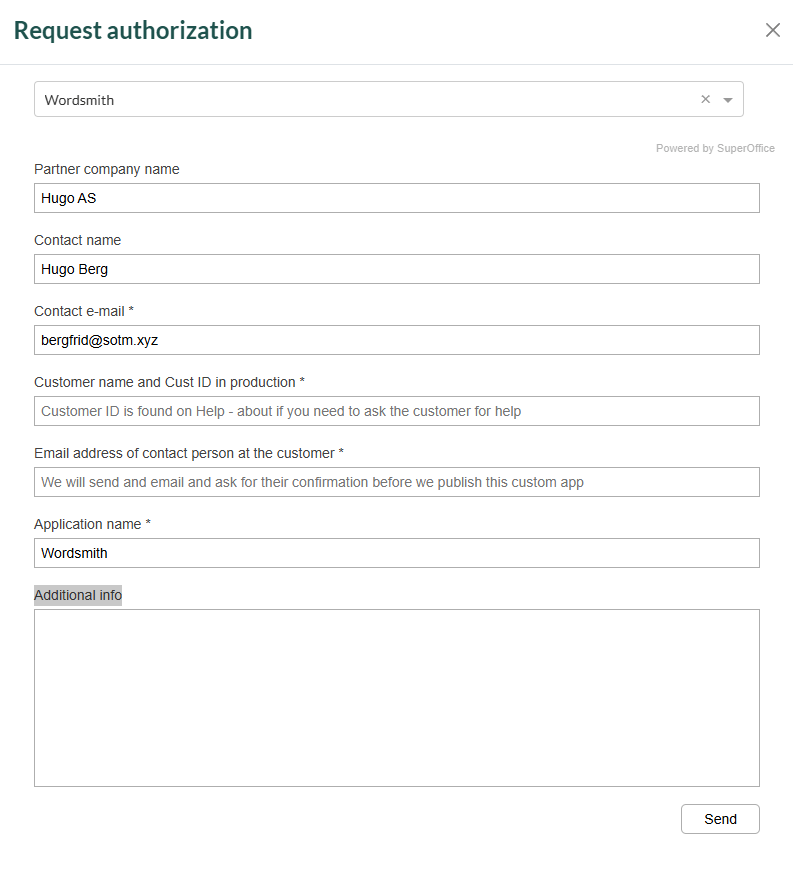 Request authorization
Wordsmith
Powered by SuperOffice
Partner company name
Hugo AS
Contact name
Hugo Berg
Contact e-mail *
bergfrid@sotm.xyz
Customer name and Cust ID in production *
Customer ID is found on Help - about if you need to ask the customer for help
Email address of contact person at the customer *
We will send and email and ask for their confirmation before we publish this custom app
Application name *
Wordsmith
Additional info
Send